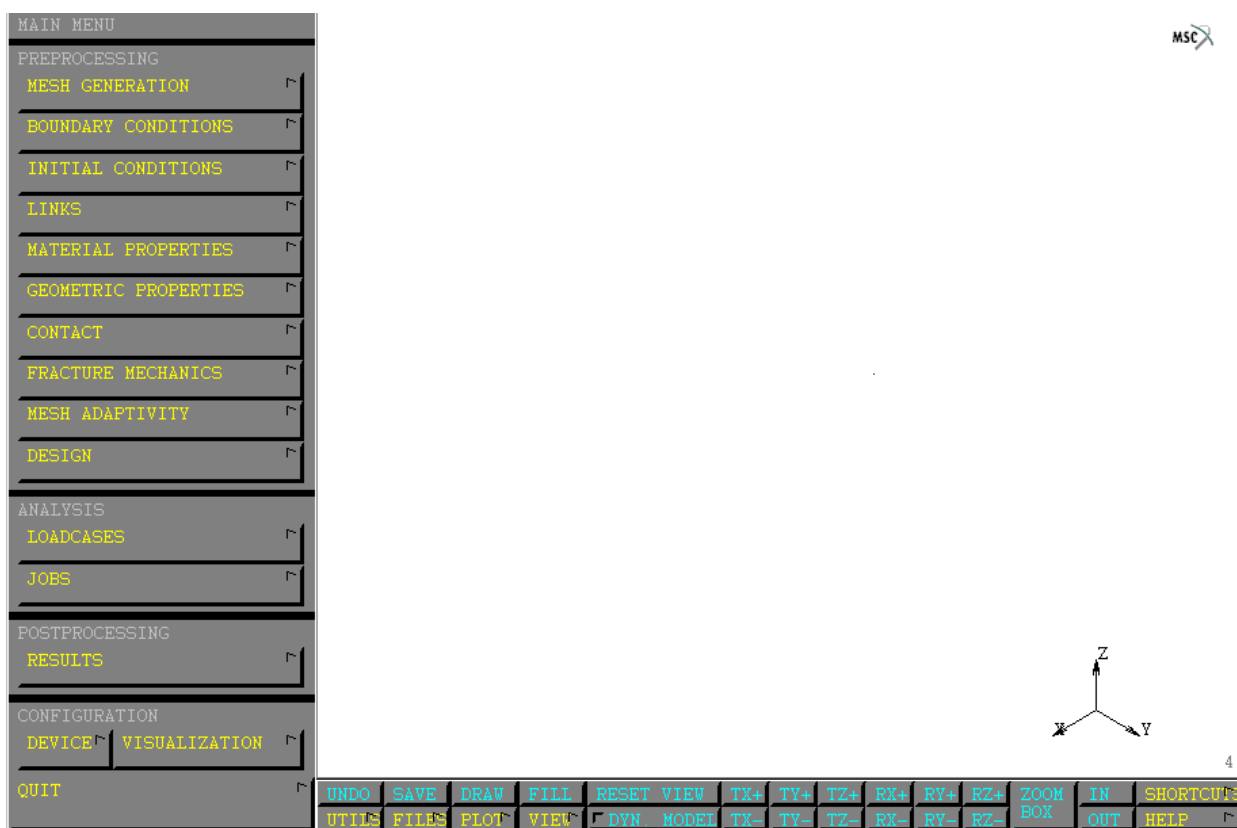 MAIN MENU
PREPROCESSING
MESH GENERATION
BOUNDARY CONDITIONS
INITIAL CONDITIONS
LINKS
MATERIAL PROPERTIES
GEOMETRIC PROPERTIES
CONTACT
FRACTURE MECHANICS
MESH ADAPTIVITY
DESIGN
ANALYSIS
LOADCASES
JOBS
POSTPROCESSING
RESULTS
CONFIGURATION
DEVICE VISUALIZATION
QUIT
MSC
Z
X Y
4
UNDO SAVE DRAW FILL RESET VIEW TX+ TY+ TZ+ RX+ RY+ RZ+ ZOOM BOX IN SHORTCUTS
UTILS FILES PLOT VIEW DYN. MODEL TX- TY- TZ- RX- RY- RZ- OUT HELP